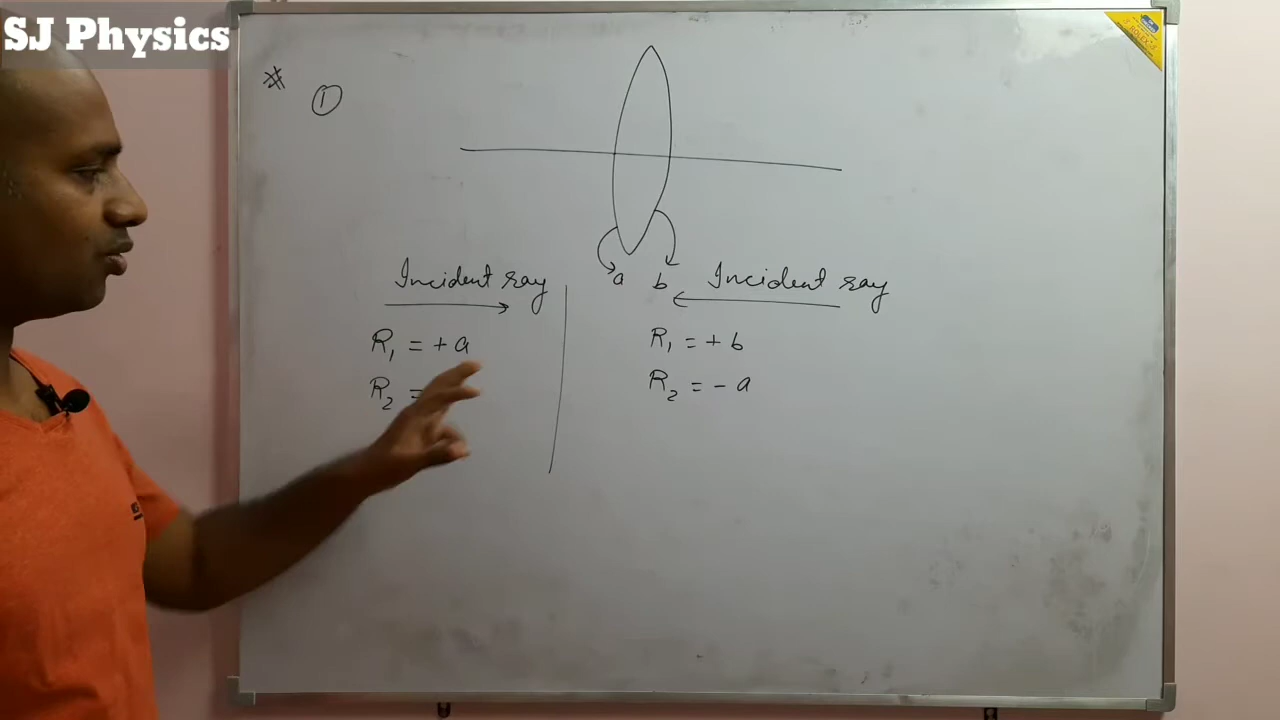 SJ Physics
* ①
a b
Incident ray
R₁ = + a
R₂ =
Incident ray
R₁ = + b
R₂ = - a